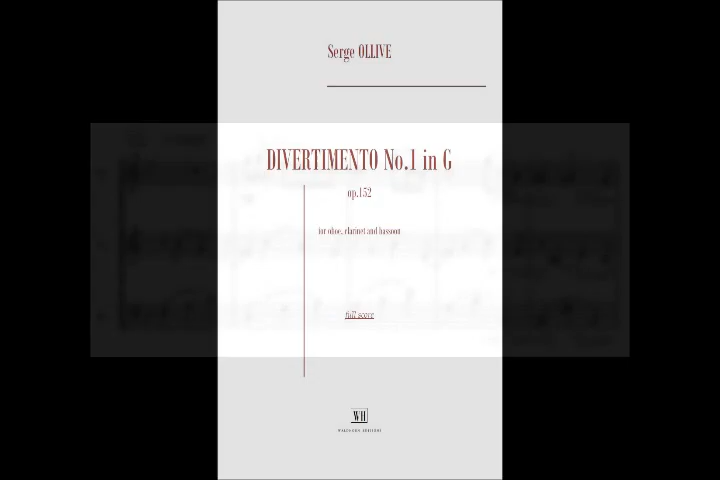 Serge OLLIVE
DIVERTIMENTO No.1 in G
op.152
for oboe, clarinet and bassoon
full score
WH